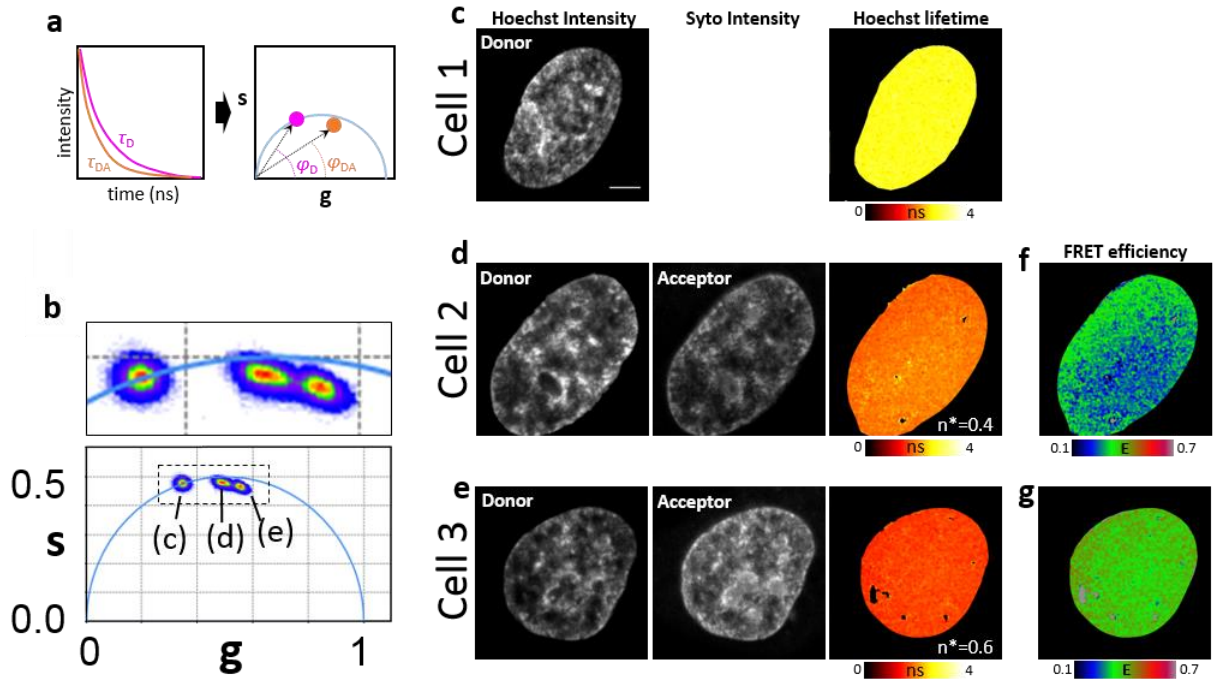 a
intensity
time (ns)
τD
τDA
s
g
φD
φDA
b
0.5
s
0.0
0
g
1
(c)
(d)
(e)
c
Hoechst Intensity
Syto Intensity
Hoechst lifetime
Cell 1
Donor
0
ns
4
d
Cell 2
Donor
Acceptor
n*=0.4
0
ns
4
f
FRET efficiency
0.1
E
0.7
e
Cell 3
Donor
Acceptor
n*=0.6
0
ns
4
g
0.1
E
0.7